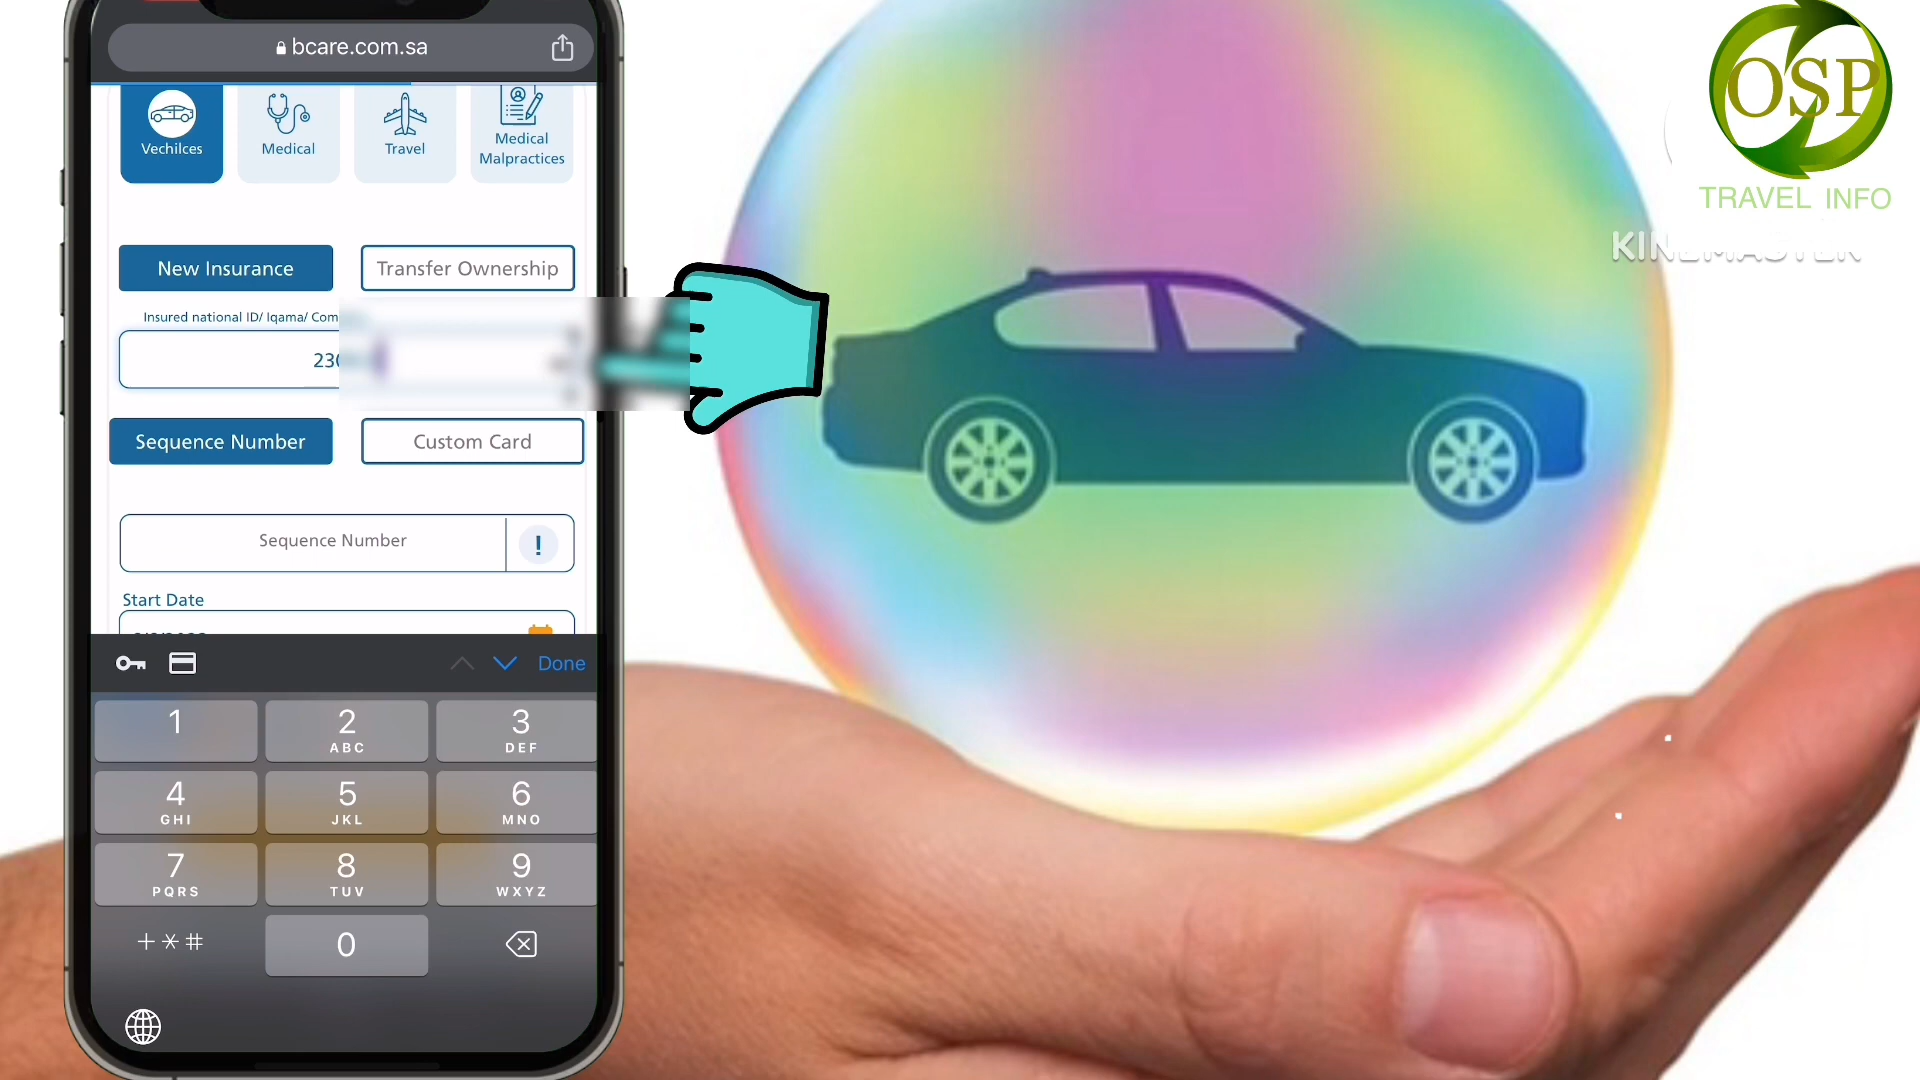 bcare.com.sa
Vechilces
Medical
Travel
Medical
Malpractices
New Insurance
Transfer Ownership
Insured national ID/ Iqama/ Com
230
Sequence Number
Custom Card
Sequence Number
!
Start Date
Done
1
2
ABC
3
DEF
4
GHI
5
JKL
6
MNO
7
PQRS
8
TUV
9
WXYZ
+*#
0
OSP
TRAVEL INFO
KINEMASTER